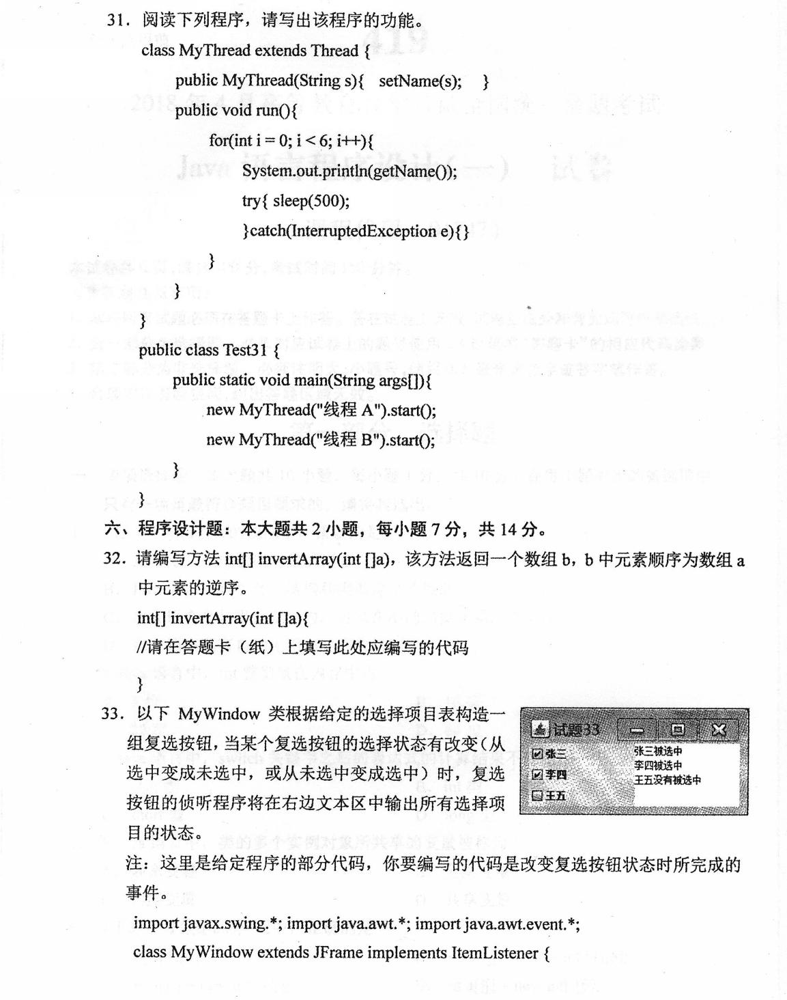 31．阅读下列程序，请写出该程序的功能。
class MyThread extends Thread {
public MyThread(String s){ setName(s); }
public void run(){
for(int i = 0; i < 6; i++){
System.out.println(getName());
try{ sleep(500);
}catch(InterruptedException e){}
}
}
}
public class Test31 {
public static void main(String args[]){
new MyThread("线程 A").start();
new MyThread("线程 B").start();
}
}
六、程序设计题：本大题共 2 小题，每小题 7 分，共 14 分。
32．请编写方法 int[] invertArray(int []a)，该方法返回一个数组 b，b 中元素顺序为数组 a
中元素的逆序。
int[] invertArray(int []a){
//请在答题卡（纸）上填写此处应编写的代码
}
33．以下 MyWindow 类根据给定的选择项目表构造一
组复选按钮，当某个复选按钮的选择状态有改变（从
选中变成未选中，或从未选中变成选中）时，复选
按钮的侦听程序将在右边文本区中输出所有选择项
目的状态。
试题33
张三
李四
王五
张三被选中
李四被选中
王五没有被选中
注：这里是给定程序的部分代码，你要编写的代码是改变复选按钮状态时所完成的
事件。
import javax.swing.*; import java.awt.*; import java.awt.event.*;
class MyWindow extends JFrame implements ItemListener {